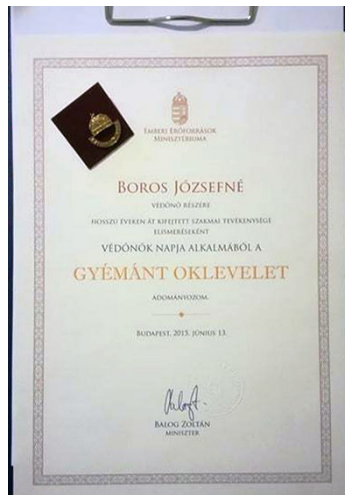 EMBERI ERŐFORRÁSOK
MINISZTÉRIUMA
BOROS JÓZSEFNÉ
VÉDŐNŐ RÉSZÉRE
HOSSZÚ ÉVEKEN ÁT KIFEJTETT SZAKMAI TEVÉKENYSÉGE
ELISMERÉSEKÉNT
VÉDŐNŐK NAPJA ALKALMÁBÓL A
GYÉMÁNT OKLEVELET
ADOMÁNYOZOM.
BUDAPEST, 2015. JÚNIUS 13.
BALOG ZOLTÁN
MINISZTER